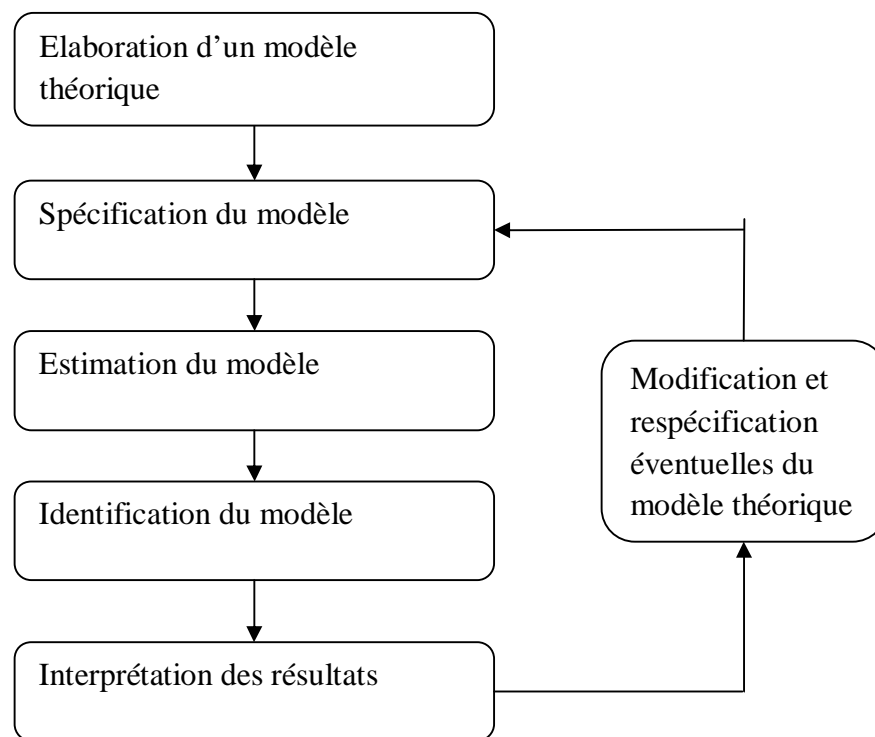 Elaboration d’un modèle
théorique
Spécification du modèle
Estimation du modèle
Identification du modèle
Interprétation des résultats
Modification et
respécification
éventuelles du
modèle théorique